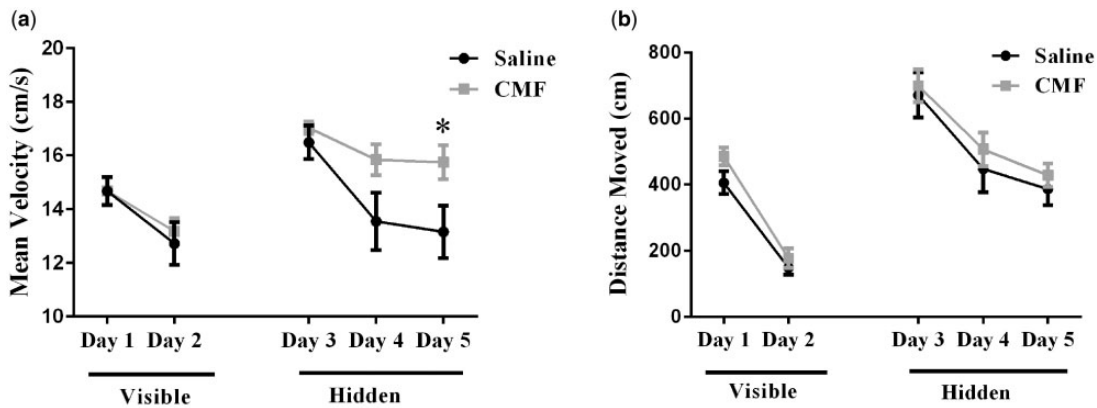 (a)
Mean Velocity (cm/s)
20
18
16
14
12
10
Saline
CMF
*
Day 1 Day 2 Day 3 Day 4 Day 5
Visible Hidden
(b)
Distance Moved (cm)
800
600
400
200
0
Saline
CMF
Day 1 Day 2 Day 3 Day 4 Day 5
Visible Hidden